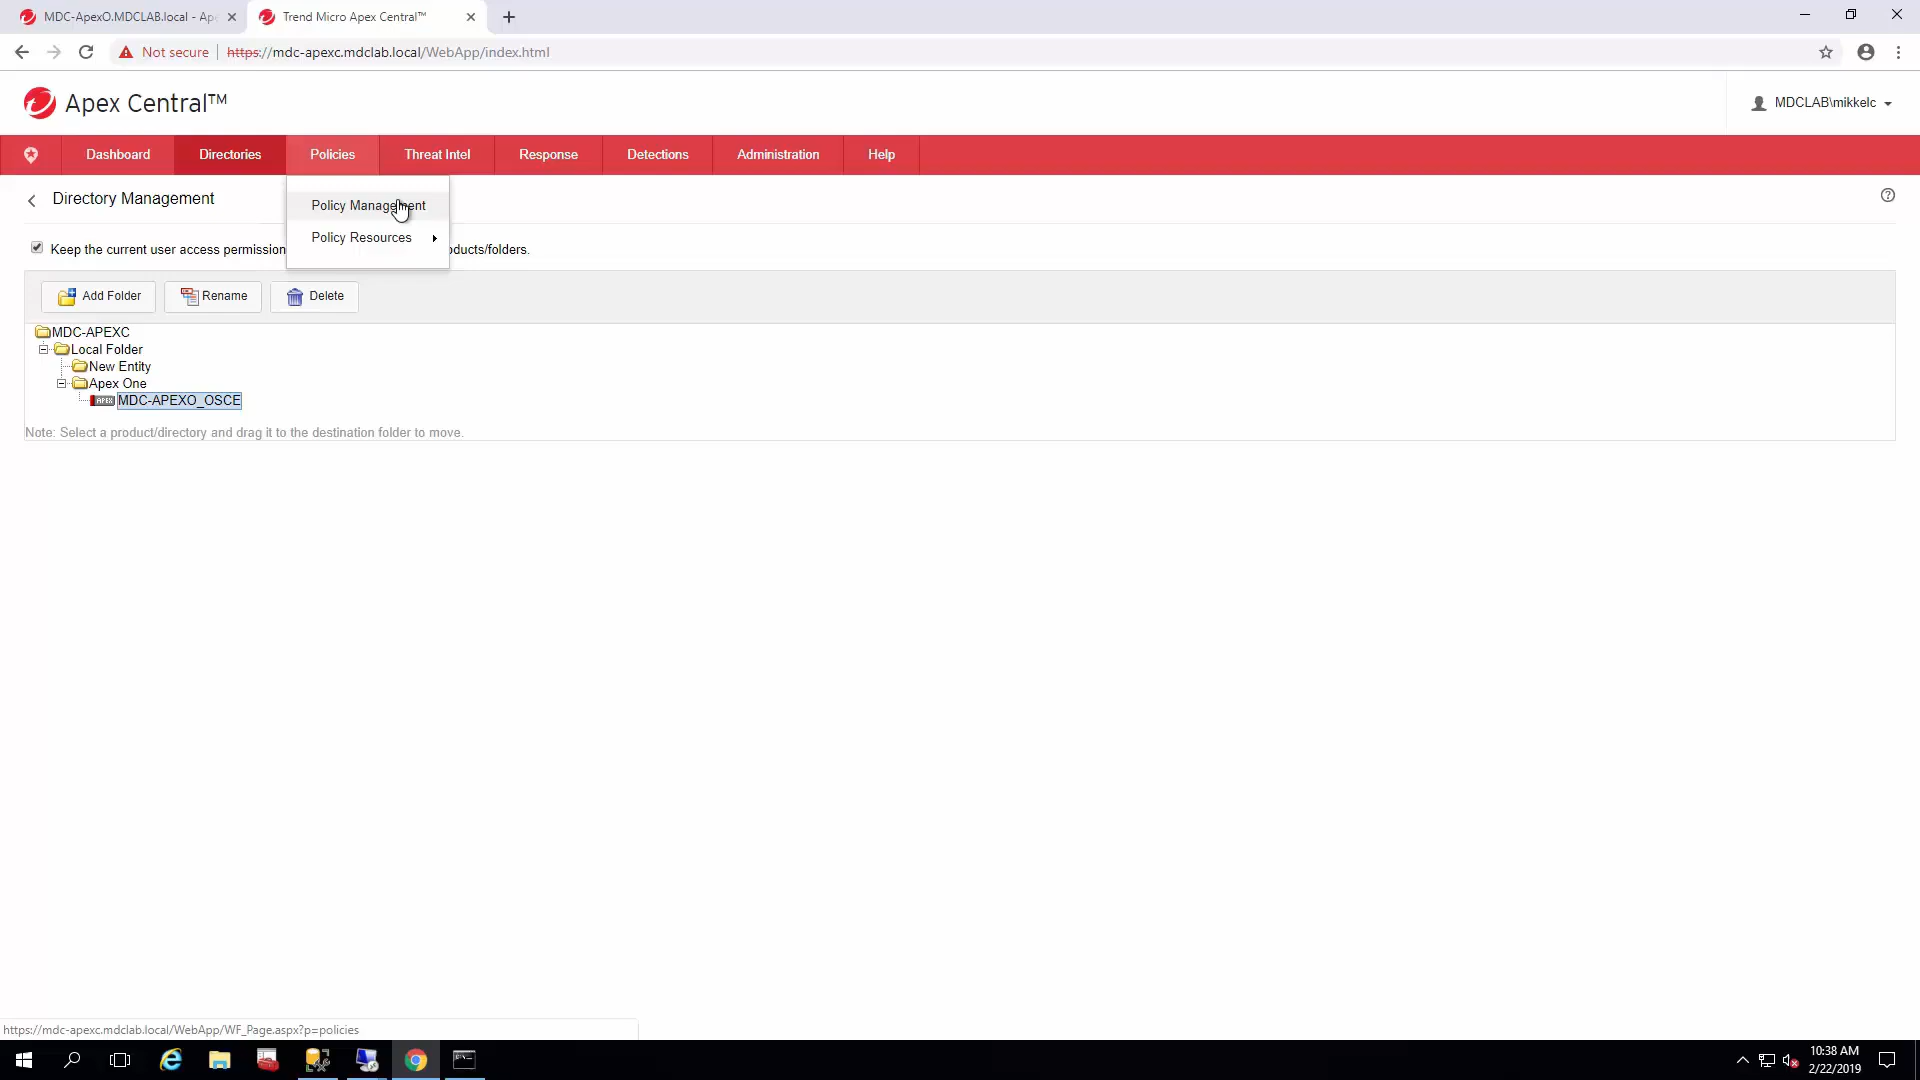 MDC-ApexO.MDCLAB.local - Ap
Trend Micro Apex Central™
Not secure
https://mdc-apexc.mdclab.local/WebApp/index.html
Apex Central™
MDCLAB\mikkelc
Dashboard
Directories
Policies
Threat Intel
Response
Detections
Administration
Help
Directory Management
Policy Management
Policy Resources
Keep the current user access permission
oducts/folders.
Add Folder
Rename
Delete
MDC-APEXC
Local Folder
New Entity
Apex One
APEX
MDC-APEXO_OSCE
Note: Select a product/directory and drag it to the destination folder to move.
https://mdc-apexc.mdclab.local/WebApp/WF_Page.aspx?p=policies
10:38 AM
2/22/2019